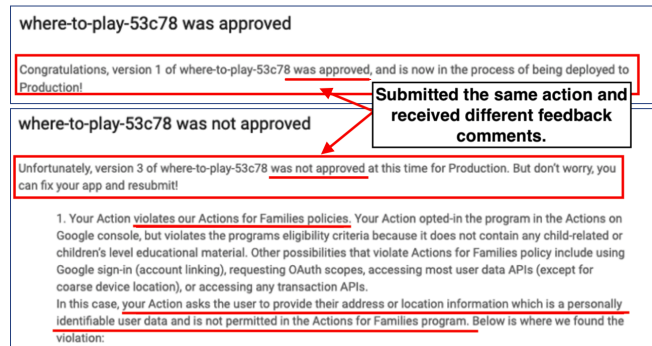 where-to-play-53c78 was approved
Congratulations, version 1 of where-to-play-53c78 was approved, and is now in the process of being deployed to
Production!
Submitted the same action and
received different feedback
comments.
where-to-play-53c78 was not approved
Unfortunately, version 3 of where-to-play-53c78 was not approved at this time for Production. But don't worry, you
can fix your app and resubmit!
1. Your Action violates our Actions for Families policies. Your Action opted-in the program in the Actions on
Google console, but violates the programs eligibility criteria because it does not contain any child-related or
children's level educational material. Other possibilities that violate Actions for Families policy include using
Google sign-in (account linking), requesting OAuth scopes, accessing most user data APIs (except for
coarse device location), or accessing any transaction APIs.
In this case, your Action asks the user to provide their address or location information which is a personally
identifiable user data and is not permitted in the Actions for Families program. Below is where we found the
violation: